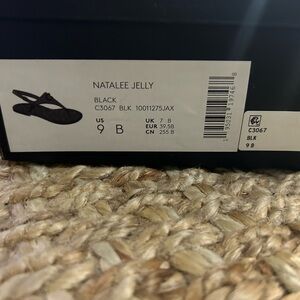 NATALEE JELLY
BLACK
C3067 BLK 10011275JAX
US UK 7 B
9 B EUR 39.5B
CN 255 B
C3067
BLK
9 B